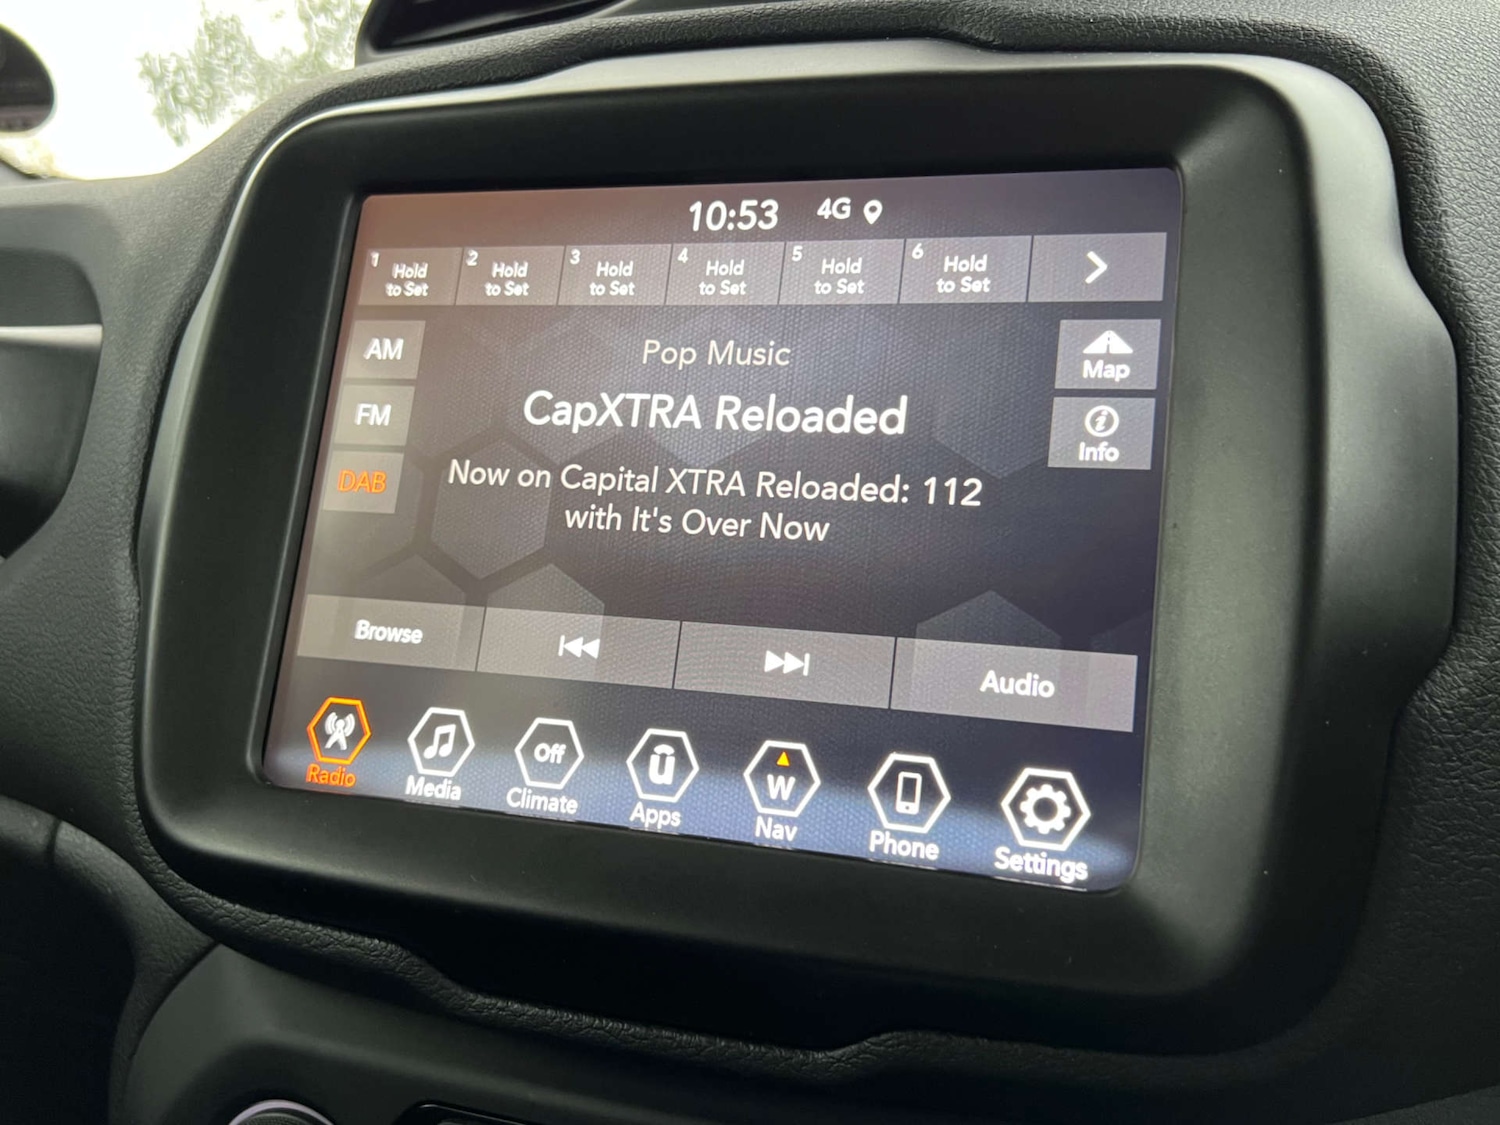 10:53 4G
1 Hold to Set
2 Hold to Set
3 Hold to Set
4 Hold to Set
5 Hold to Set
6 Hold to Set
AM
FM
DAB
Pop Music
CapXTRA Reloaded
Now on Capital XTRA Reloaded: 112
with It's Over Now
Map
Info
Browse
Audio
Radio
Media
Off
Climate
ü
Apps
W
Nav
Phone
Settings